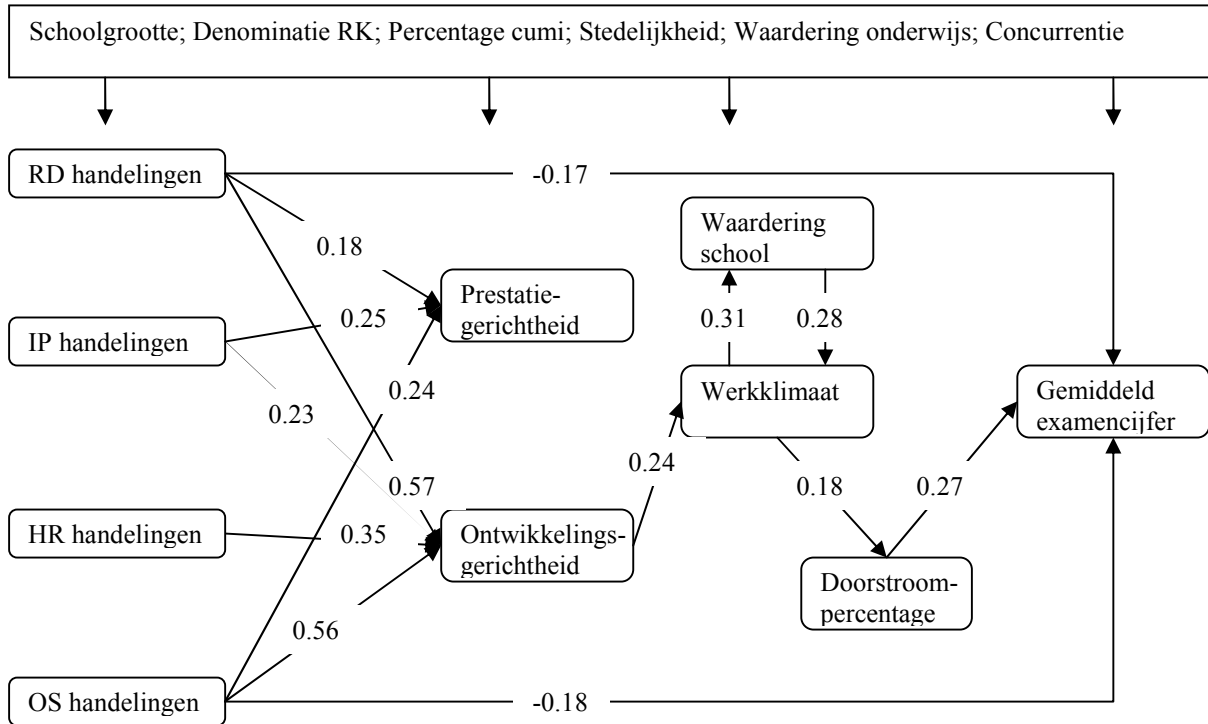 Schoolgrootte; Denominatie RK; Percentage cumi; Stedelijkheid; Waardering onderwijs; Concurrentie
RD handelingen
-0.17
Waardering
school
0.18
Prestatie-
gerichtheid
IP handelingen
0.25
0.31
0.28
0.23
0.24
Werkklimaat
Gemiddeld
examencijfer
0.24
0.57
0.18
0.27
HR handelingen
0.35
Ontwikkelings-
gerichtheid
Doorstroom-
percentage
0.56
OS handelingen
-0.18